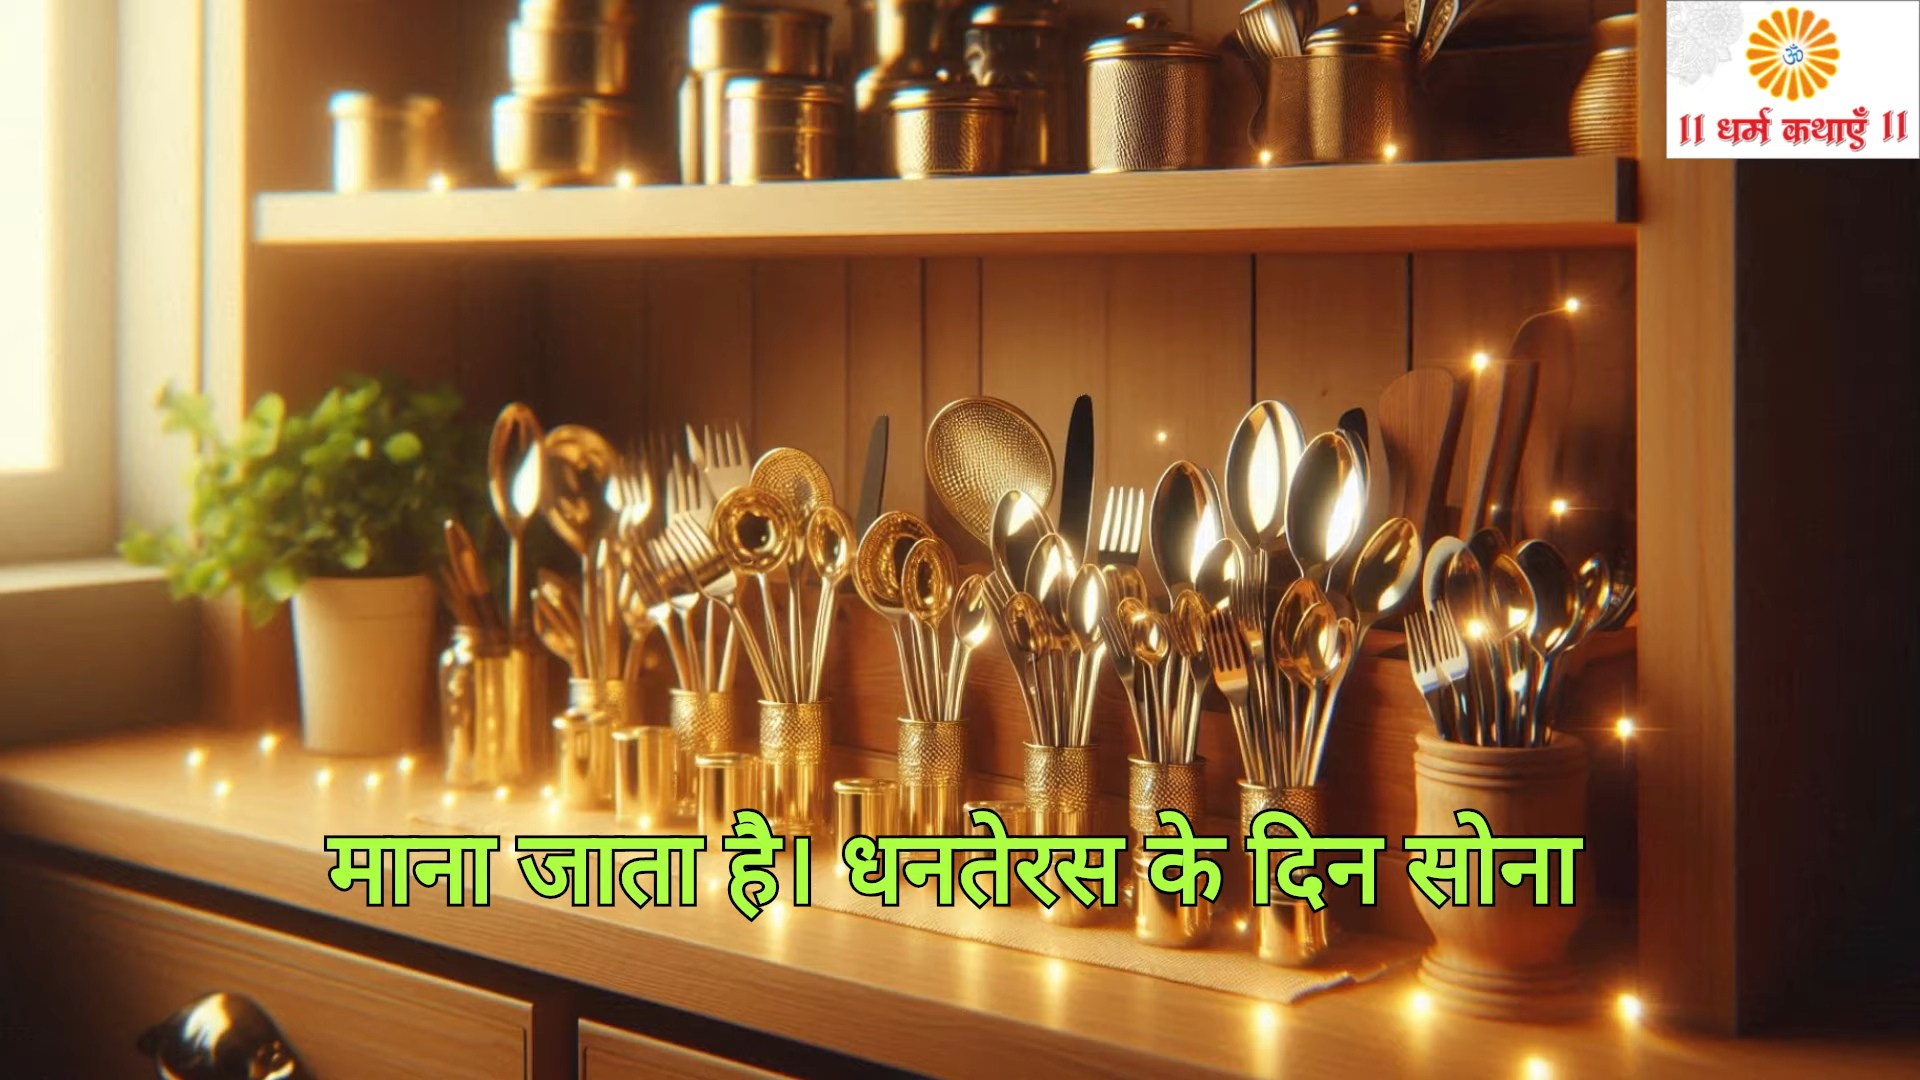 ॐ
।। धर्म कथाएँ ।।
माना जाता है। धनतेरस के दिन सोना